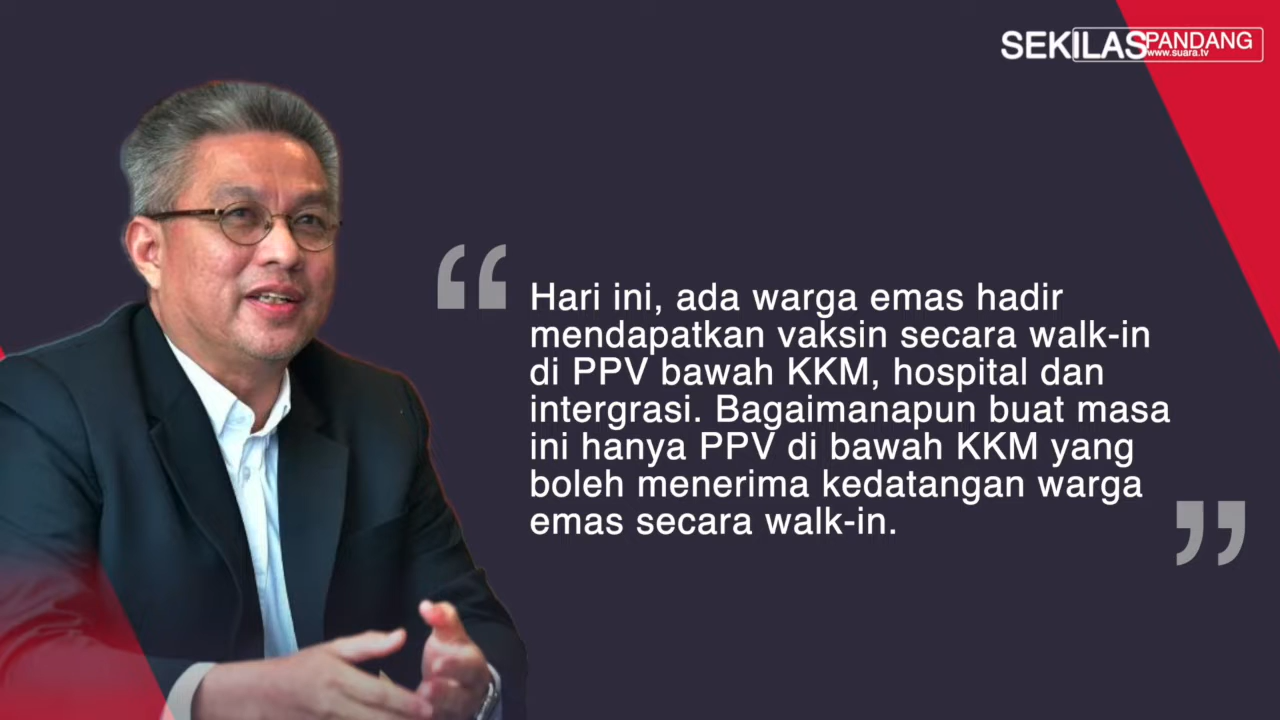 SEKILAS PANDANG
www.suara.tv
“
Hari ini, ada warga emas hadir
mendapatkan vaksin secara walk-in
di PPV bawah KKM, hospital dan
intergrasi. Bagaimanapun buat masa
ini hanya PPV di bawah KKM yang
boleh menerima kedatangan warga
emas secara walk-in.
”